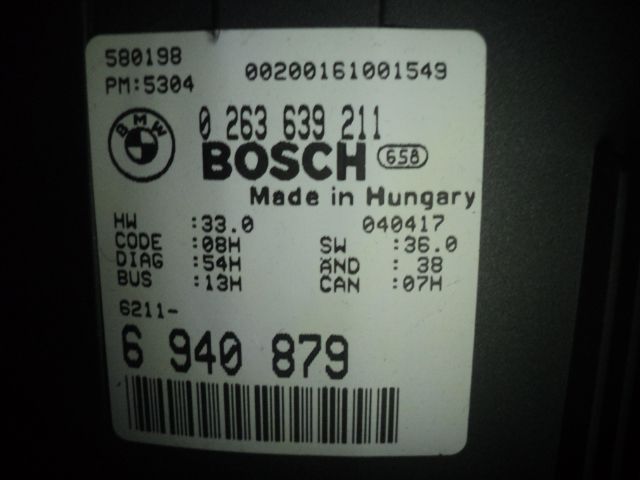 580198
00200161001549
PM:5304
BMW
0 263 639 211
BOSCH 658
Made in Hungary
HW :33.0 040417
CODE :08H SW :36.0
DIAG :54H ÄND : 38
BUS :13H CAN :07H
6211-
6 940 879